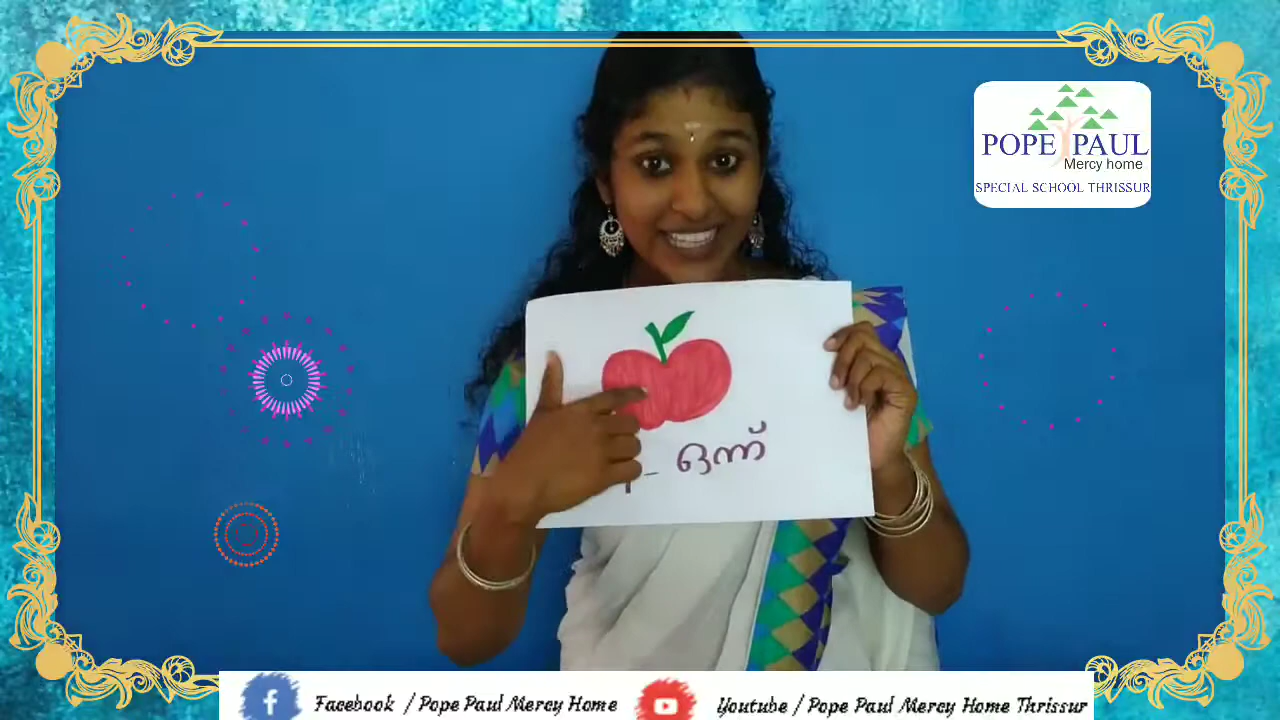 POPE PAUL
Mercy home
SPECIAL SCHOOL THRISSUR
1 - ഒന്ന്
Facebook / Pope Paul Mercy Home
Youtube / Pope Paul Mercy Home Thrissur